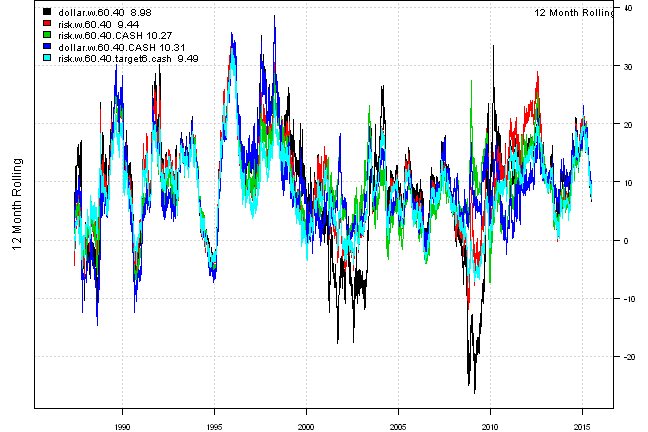 dollar.w.60.40 8.98
12 Month Rolling
risk.w.60.40 9.44
risk.w.60.40.CASH 10.27
dollar.w.60.40.CASH 10.31
risk.w.60.40.target6.cash 9.49
40
30
20
10
0
-10
-20
12 Month Rolling
1990
1995
2000
2005
2010
2015